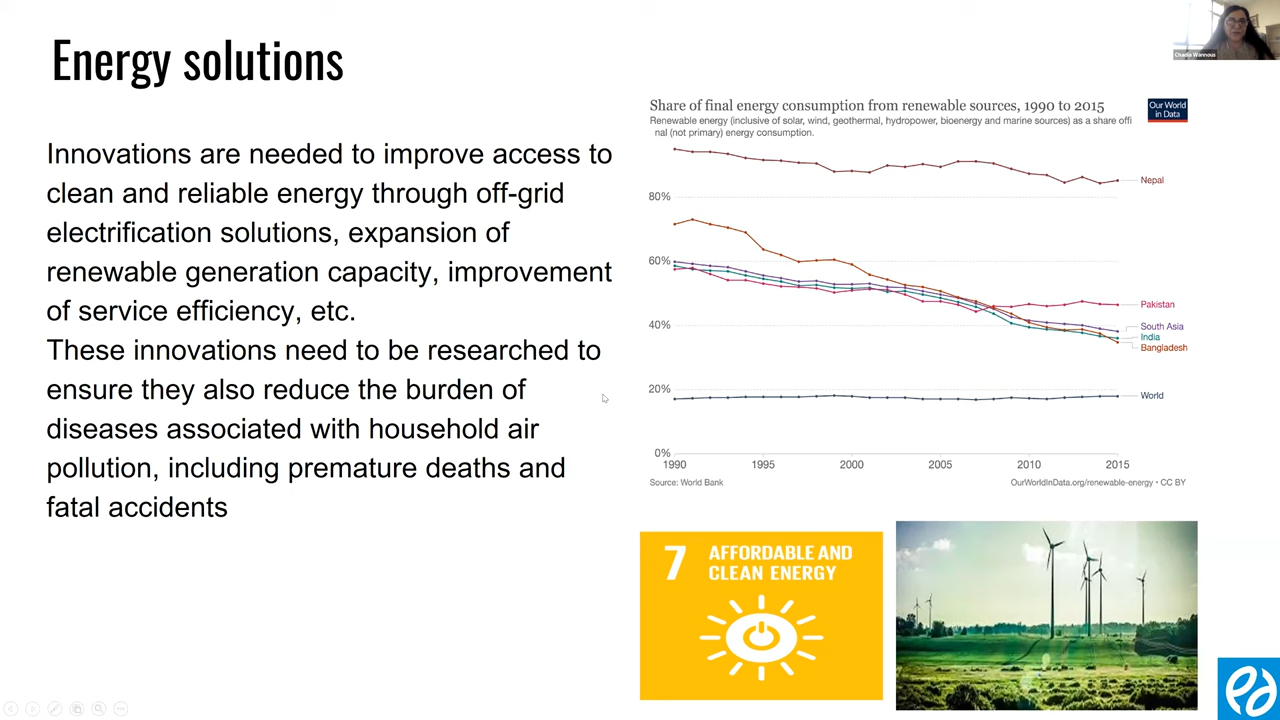 Energy solutions
Chadia Wannous
Innovations are needed to improve access to
clean and reliable energy through off-grid
electrification solutions, expansion of
renewable generation capacity, improvement
of service efficiency, etc.
These innovations need to be researched to
ensure they also reduce the burden of
diseases associated with household air
pollution, including premature deaths and
fatal accidents
Share of final energy consumption from renewable sources, 1990 to 2015
Our World
in Data
Renewable energy (inclusive of solar, wind, geothermal, hydropower, bioenergy and marine sources) as a share offi
nal (not primary) energy consumption.
80%
60%
40%
20%
0%
Nepal
Pakistan
South Asia
India
Bangladesh
World
1990
1995
2000
2005
2010
2015
Source: World Bank
OurWorldInData.org/renewable-energy • CC BY
7 AFFORDABLE AND
CLEAN ENERGY